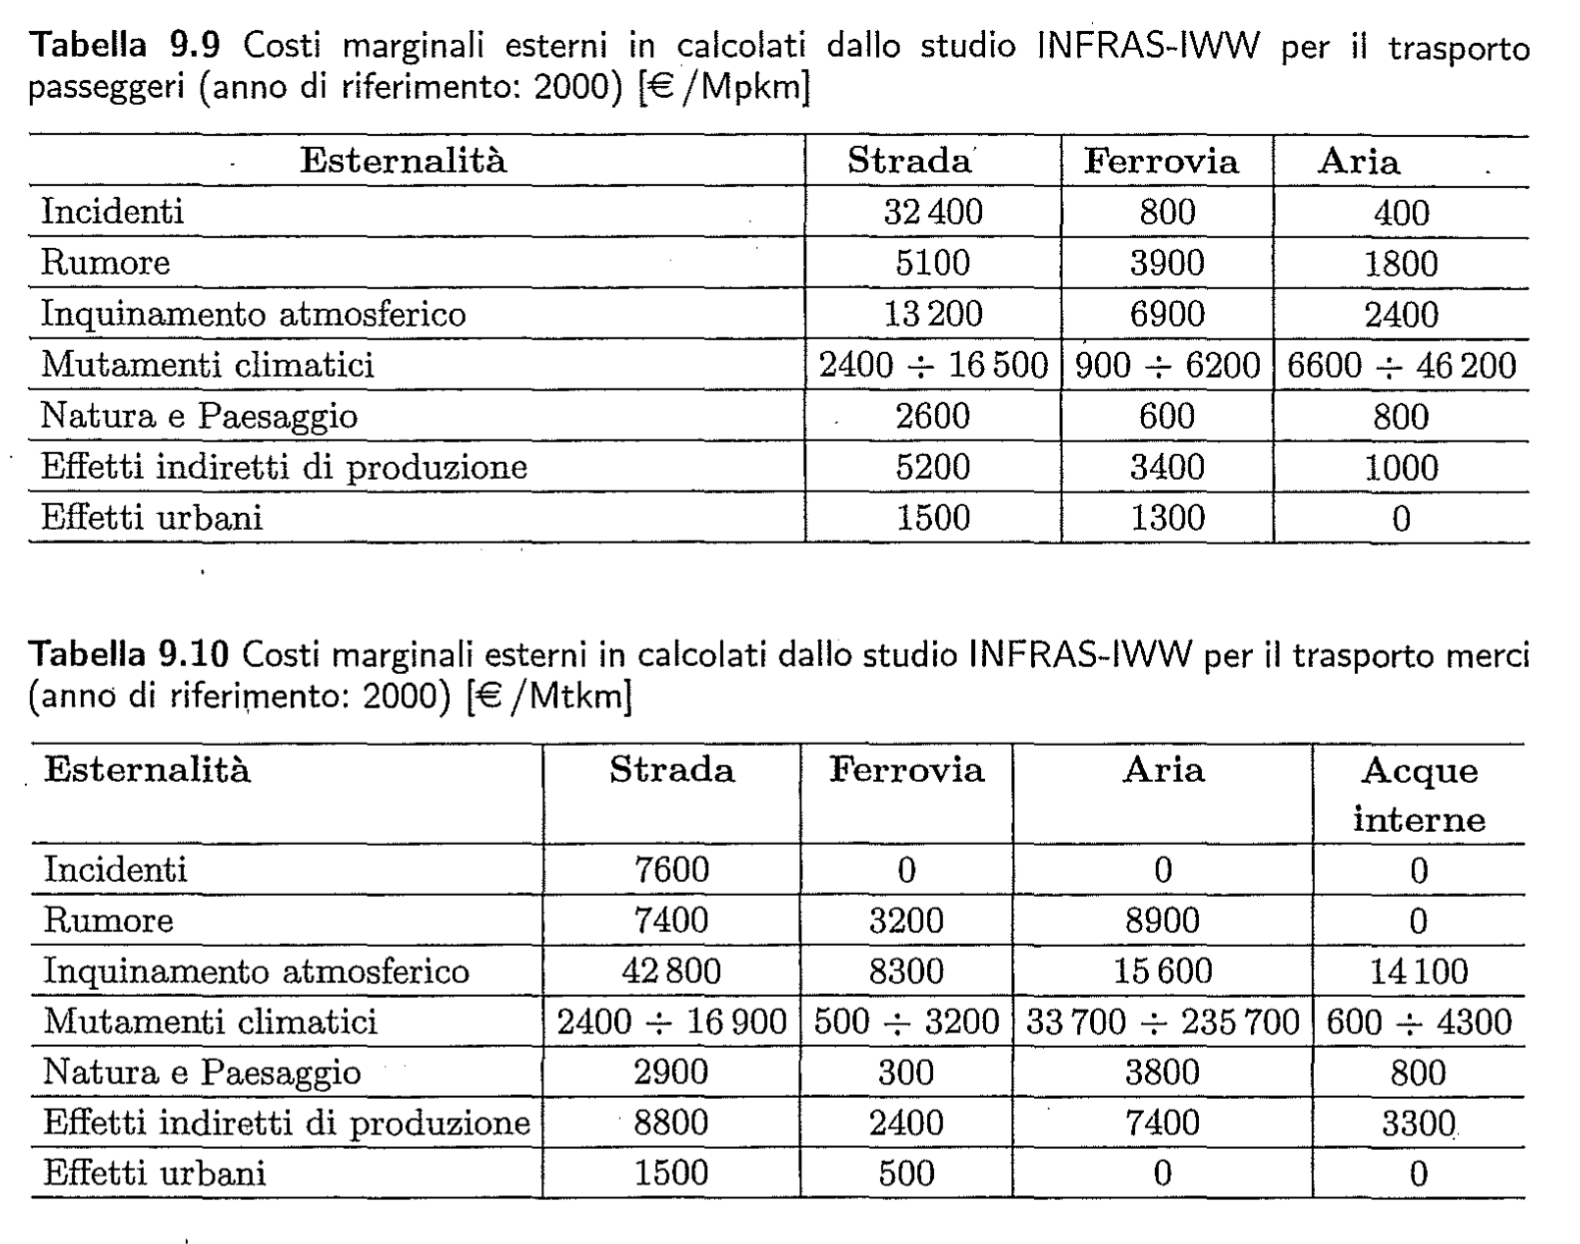 Tabella 9.9 Costi marginali esterni in calcolati dallo studio INFRAS-IWW per il trasporto
passeggeri (anno di riferimento: 2000) [€/Mpkm]
Esternalità Strada Ferrovia Aria
Incidenti 32 400 800 400
Rumore 5100 3900 1800
Inquinamento atmosferico 13 200 6900 2400
Mutamenti climatici 2400 ÷ 16 500 900 ÷ 6200 6600 ÷ 46 200
Natura e Paesaggio 2600 600 800
Effetti indiretti di produzione 5200 3400 1000
Effetti urbani 1500 1300 0
Tabella 9.10 Costi marginali esterni in calcolati dallo studio INFRAS-IWW per il trasporto merci
(anno di riferimento: 2000) [€/Mtkm]
Esternalità Strada Ferrovia Aria Acque
interne
Incidenti 7600 0 0 0
Rumore 7400 3200 8900 0
Inquinamento atmosferico 42 800 8300 15 600 14 100
Mutamenti climatici 2400 ÷ 16 900 500 ÷ 3200 33 700 ÷ 235 700 600 ÷ 4300
Natura e Paesaggio 2900 300 3800 800
Effetti indiretti di produzione 8800 2400 7400 3300
Effetti urbani 1500 500 0 0